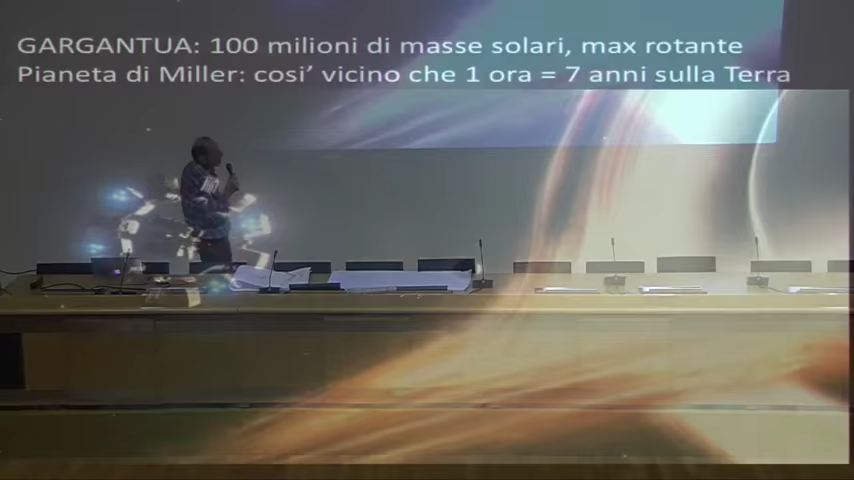 GARGANTUA: 100 milioni di masse solari, max rotante
Pianeta di Miller: cosi' vicino che 1 ora = 7 anni sulla Terra